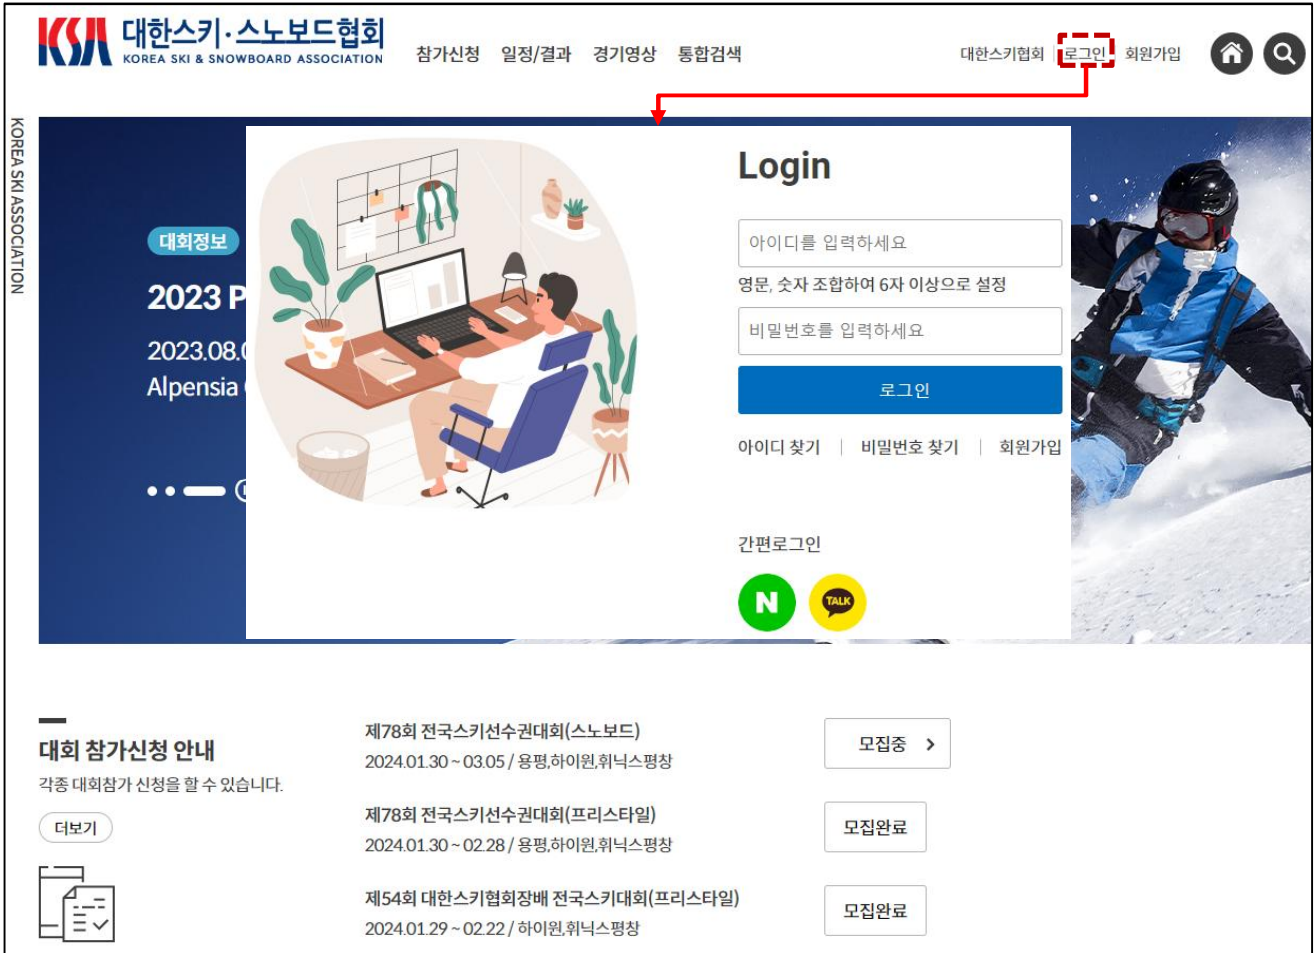 KSA 대한스키·스노보드협회
KOREA SKI & SNOWBOARD ASSOCIATION
참가신청 일정/결과 경기영상 통합검색
대한스키협회 로그인 회원가입
KOREA SKI ASSOCIATION
대회정보
2023 P
2023.08.0
Alpensia
Login
아이디를 입력하세요
영문, 숫자 조합하여 6자 이상으로 설정
비밀번호를 입력하세요
로그인
아이디 찾기 비밀번호 찾기 회원가입
간편로그인
N TALK
대회 참가신청 안내
각종 대회참가 신청을 할 수 있습니다.
더보기
제78회 전국스키선수권대회(스노보드)
2024.01.30 ~ 03.05 / 용평,하이원,휘닉스평창
모집중
제78회 전국스키선수권대회(프리스타일)
2024.01.30 ~ 02.28 / 용평,하이원,휘닉스평창
모집완료
제54회 대한스키협회장배 전국스키대회(프리스타일)
2024.01.29 ~ 02.22 / 하이원,휘닉스평창
모집완료